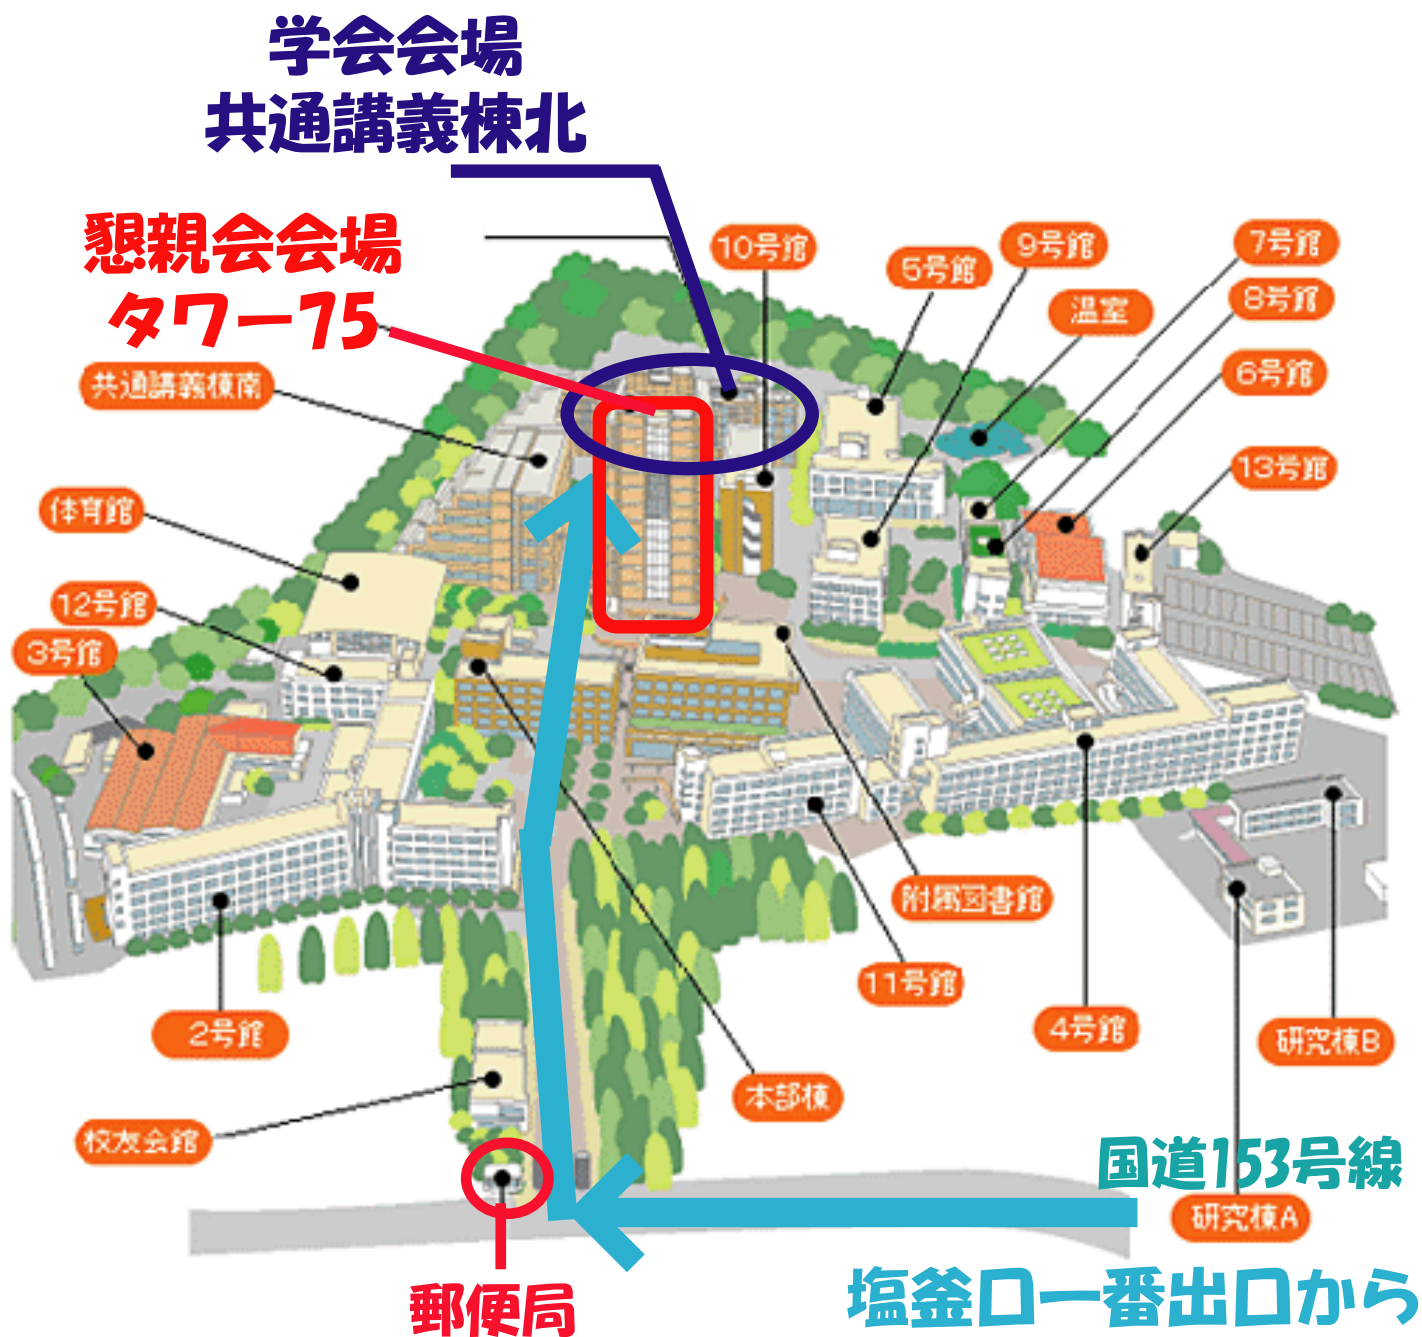 学会会場
共通講義棟北
懇親会会場
タワー75
10号館
5号館
9号館
7号館
温室
8号館
共通講義棟南
6号館
13号館
体育館
12号館
3号館
附属図書館
11号館
2号館
4号館
研究棟B
本部棟
校友会館
国道153号線
研究棟A
郵便局
塩釜口一番出口から